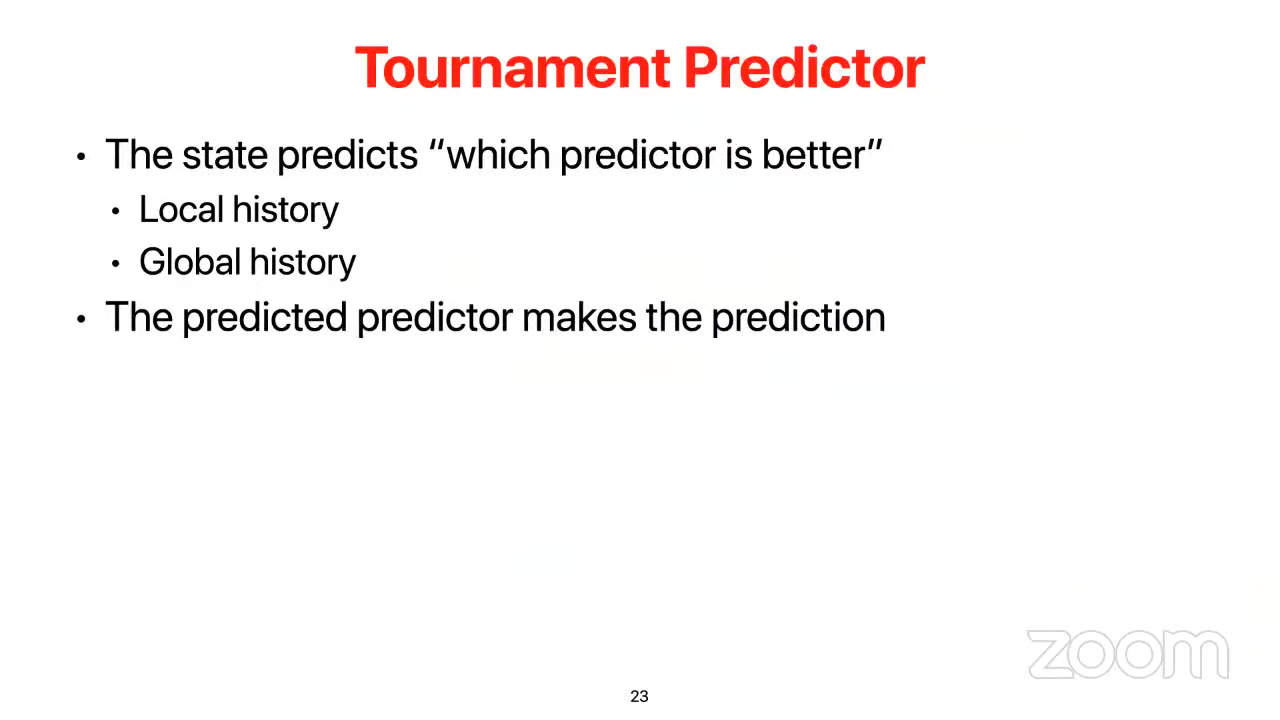 Tournament Predictor
• The state predicts “which predictor is better”
• Local history
• Global history
• The predicted predictor makes the prediction
zoom
23